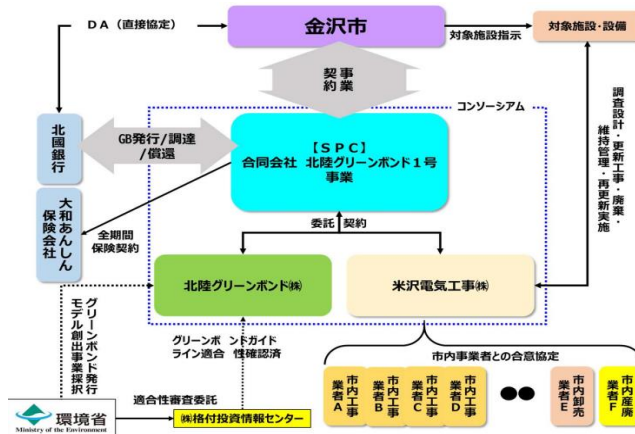 DA（直接協定）
金沢市
対象施設指示
対象施設・設備
事業
契約
コンソーシアム
北國銀行
GB発行/調達
/償還
【SPC】
合同会社 北陸グリーンボンド1号
事業
調査設計・更新工事・廃棄・
維持管理・再更新実施
大和あんしん
保険会社
全期間
保険契約
委託 契約
北陸グリーンボンド㈱
米沢電気工事㈱
グリーンボンド発行
モデル創出事業採択
グリーンボ ンドガイド
ライン適合 性確認済
市内事業者との合意協定
市内工事
業者A
市内工事
業者B
市内工事
業者C
市内工事
業者D
●●
市内卸売
業者E
市内産廃
業者F
環境省
Ministry of the Environment
適合性審査委託
㈱格付投資情報センター